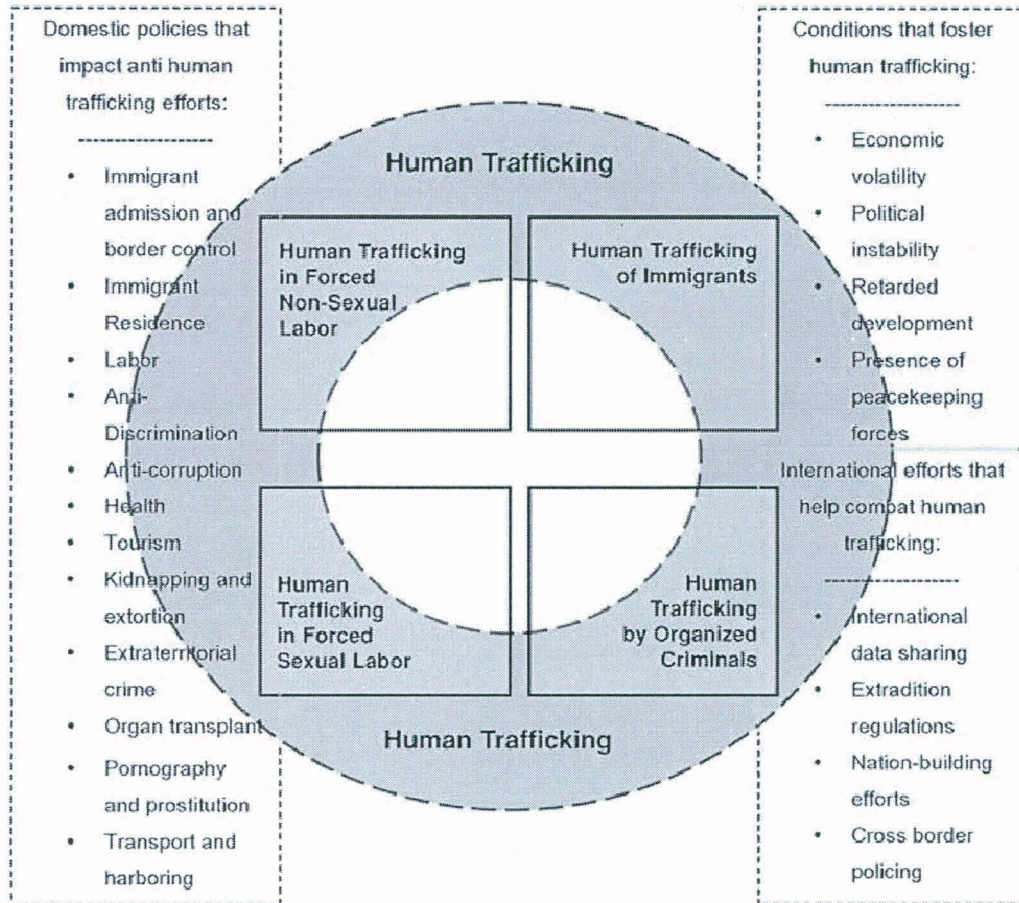 Domestic policies that
impact anti human
trafficking efforts:
--------------------
• Immigrant
admission and
border control
• Immigrant
Residence
• Labor
• Anti-
Discrimination
• Anti-corruption
• Health
• Tourism
• Kidnapping and
extortion
• Extraterritorial
crime
• Organ transplant
• Pornography
and prostitution
• Transport and
harboring
Human Trafficking
Human Trafficking
in Forced
Non-Sexual
Labor
Human Trafficking
of Immigrants
Human
Trafficking
in Forced
Sexual Labor
Human
Trafficking
by Organized
Criminals
Human Trafficking
Conditions that foster
human trafficking:
--------------------
• Economic
volatility
• Political
instability
• Retarded
development
• Presence of
peacekeeping
forces
International efforts that
help combat human
trafficking:
--------------------
• International
data sharing
• Extradition
regulations
• Nation-building
efforts
• Cross border
policing